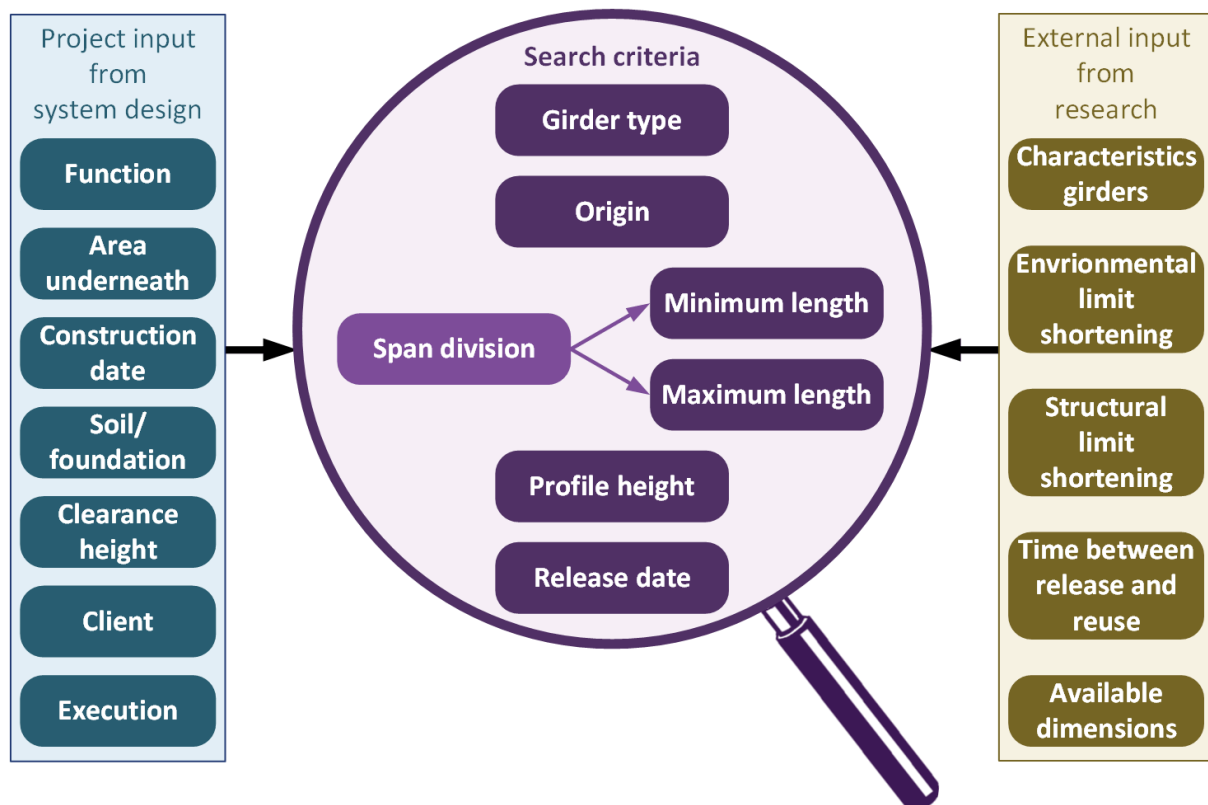 Project input
from
system design
Function
Area
underneath
Construction
date
Soil/
foundation
Clearance
height
Client
Execution
Search criteria
Girder type
Origin
Span division
Minimum length
Maximum length
Profile height
Release date
External input
from
research
Characteristics
girders
Envrionmental
limit
shortening
Structural
limit
shortening
Time between
release and
reuse
Available
dimensions